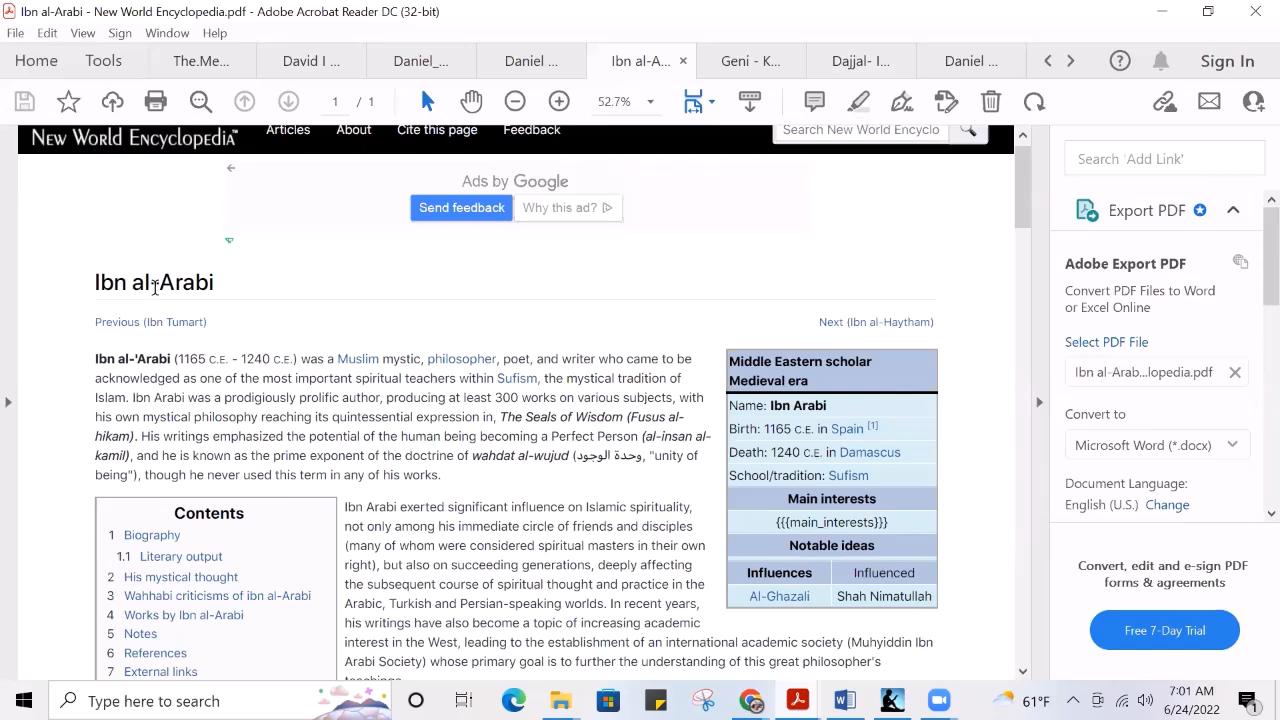 Ibn al-Arabi - New World Encyclopedia.pdf - Adobe Acrobat Reader DC (32-bit)
File Edit View Sign Window Help
Home Tools The.Me... David I ... Daniel_... Daniel ... Ibn al-A... × Geni - K... Dajjal- I... Daniel ... Sign In
1 / 1 52.7%
New World Encyclopedia™ Articles About Cite this page Feedback Search New World Encyclo
Ads by Google
Send feedback Why this ad?
Ibn al-Arabi
Previous (Ibn Tumart) Next (Ibn al-Haytham)
Ibn al-'Arabi (1165 C.E. - 1240 C.E.) was a Muslim mystic, philosopher, poet, and writer who came to be
acknowledged as one of the most important spiritual teachers within Sufism, the mystical tradition of
Islam. Ibn Arabi was a prodigiously prolific author, producing at least 300 works on various subjects, with
his own mystical philosophy reaching its quintessential expression in, The Seals of Wisdom (Fusus al-
hikam). His writings emphasized the potential of the human being becoming a Perfect Person (al-insan al-
kamil), and he is known as the prime exponent of the doctrine of wahdat al-wujud (وحدة الوجود, "unity of
being"), though he never used this term in any of his works.
Middle Eastern scholar
Medieval era
Name: Ibn Arabi
Birth: 1165 C.E. in Spain [1]
Death: 1240 C.E. in Damascus
School/tradition: Sufism
Main interests
{{{main_interests}}}
Notable ideas
Influences Influenced
Al-Ghazali Shah Nimatullah
Contents
1 Biography
1.1 Literary output
2 His mystical thought
3 Wahhabi criticisms of ibn al-Arabi
4 Works by Ibn al-Arabi
5 Notes
6 References
7 External links
Ibn Arabi exerted significant influence on Islamic spirituality,
not only among his immediate circle of friends and disciples
(many of whom were considered spiritual masters in their own
right), but also on succeeding generations, deeply affecting
the subsequent course of spiritual thought and practice in the
Arabic, Turkish and Persian-speaking worlds. In recent years,
his writings have also become a topic of increasing academic
interest in the West, leading to the establishment of an international academic society (Muhyiddin Ibn
Arabi Society) whose primary goal is to further the understanding of this great philosopher's
teachings.
Search 'Add Link'
Export PDF
Adobe Export PDF
Convert PDF Files to Word
or Excel Online
Select PDF File
Ibn al-Arab...lopedia.pdf
Convert to
Microsoft Word (*.docx)
Document Language:
English (U.S.) Change
Convert, edit and e-sign PDF
forms & agreements
Free 7-Day Trial
Type here to search
61°F
7:01 AM
6/24/2022
1